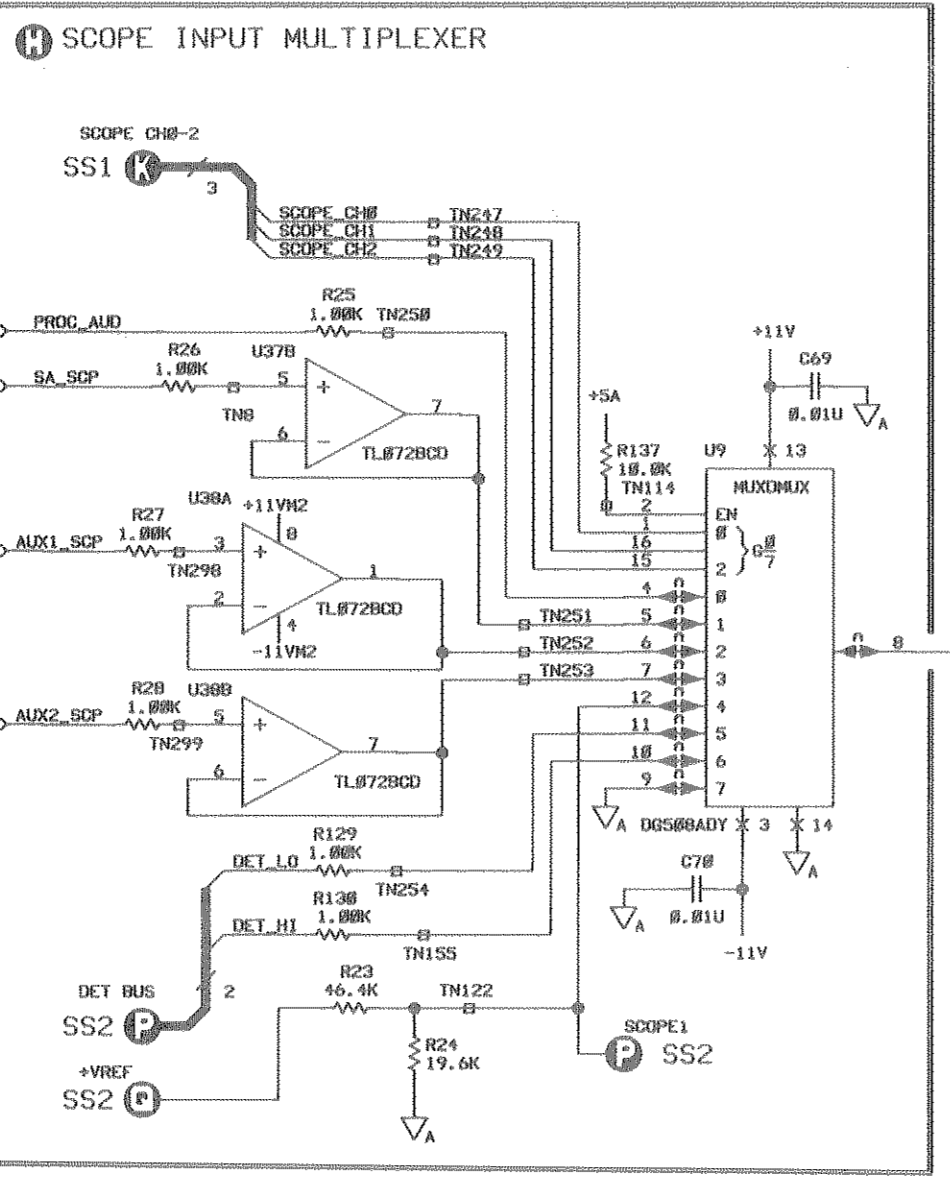 H SCOPE INPUT MULTIPLEXER
SCOPE CH0-2
SS1 K
3
SCOPE_CH0 TN247
SCOPE_CH1 TN248
SCOPE_CH2 TN249
R25
PROC_AUD 1.00K TN250
+11V
R26 U37B
1.00K
C69
SA_SCP 5 +
+5A
0.01U
A
TN8 7
6 -
TL072BCD
R137 U9 13
10.0K
MUXDMUX
TN114
U38A +11VM2
2 EN
R27 8
1.00K
1 0
AUX1_SCP 3 +
16
G 0/7
TN298 1
15 2
2 -
4 0
TL072BCD
4
TN251 5 1
-11VM2
TN252 6 2
8
TN253 7 3
R28 U38B
1.00K
12 4
AUX2_SCP 5 +
11 5
TN299 7
10 6
6 -
TL072BCD
9 7
A DG508ADY 3 14
R129
DET_LO 1.00K
A
TN254
C70
R130
1.00K
A 0.01U
DET_HI
TN155
-11V
R23
DET BUS 2 46.4K TN122
SS2 P
SCOPE1
R24
P SS2
19.6K
+VREF
SS2
A